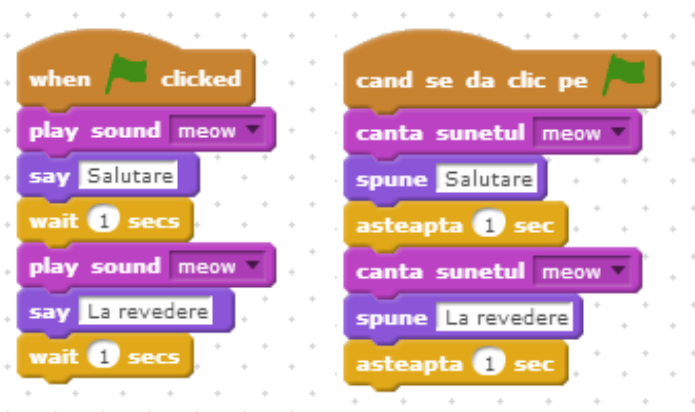 when clicked
play sound meow
say Salutare
wait 1 secs
play sound meow
say La revedere
wait 1 secs
cand se da clic pe
canta sunetul meow
spune Salutare
asteapta 1 sec
canta sunetul meow
spune La revedere
asteapta 1 sec